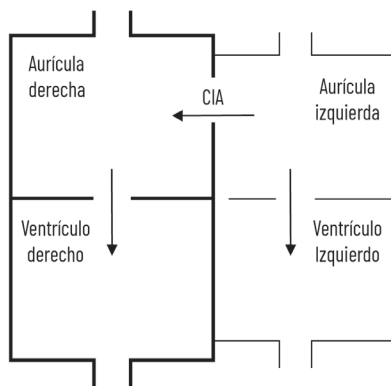 Aurícula
derecha
CIA
Aurícula
izquierda
Ventrículo
derecho
Ventrículo
Izquierdo